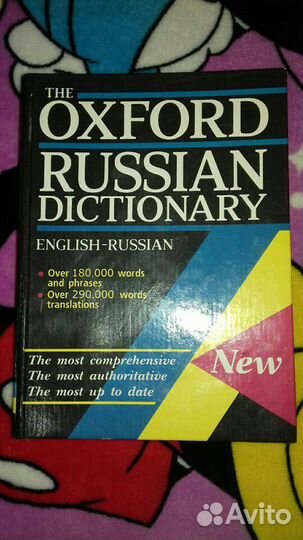 THE
OXFORD
RUSSIAN
DICTIONARY
ENGLISH-RUSSIAN
• Over 180,000 words
and phrases
• Over 290,000 words
translations
The most comprehensive
The most authoritative
The most up to date
New
Avito